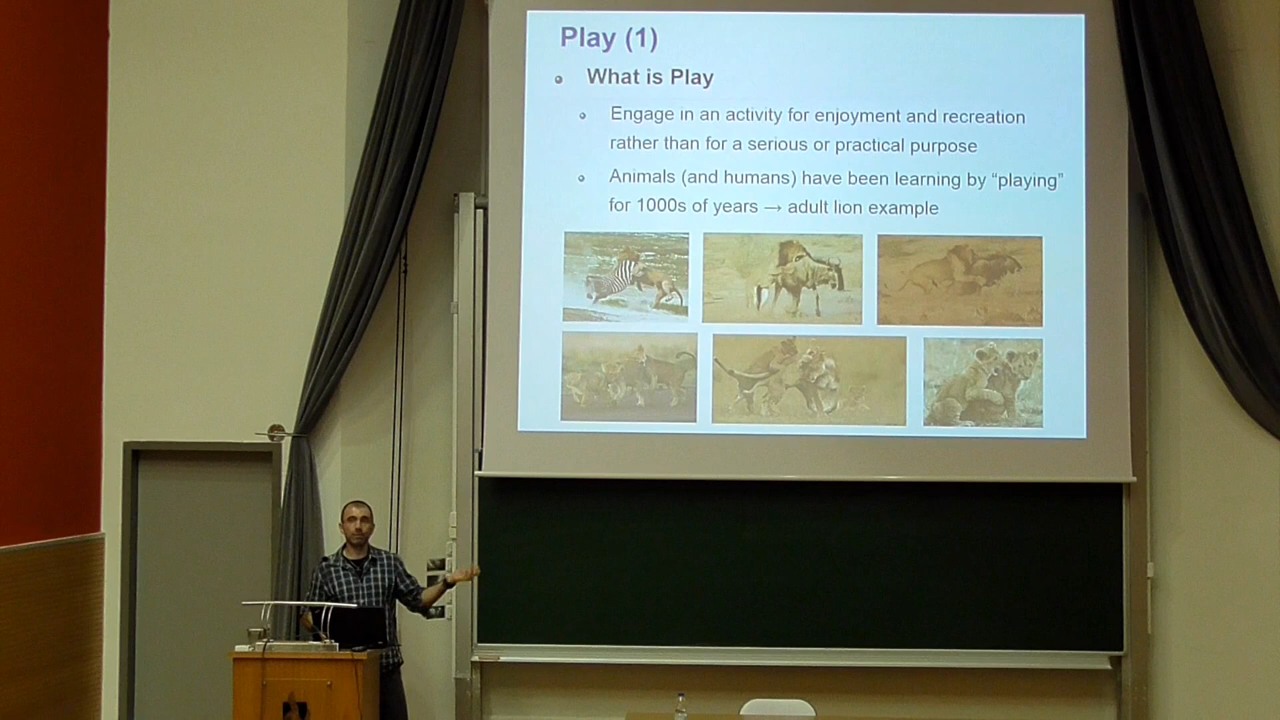 Play (1)
What is Play
Engage in an activity for enjoyment and recreation
rather than for a serious or practical purpose
Animals (and humans) have been learning by “playing”
for 1000s of years → adult lion example